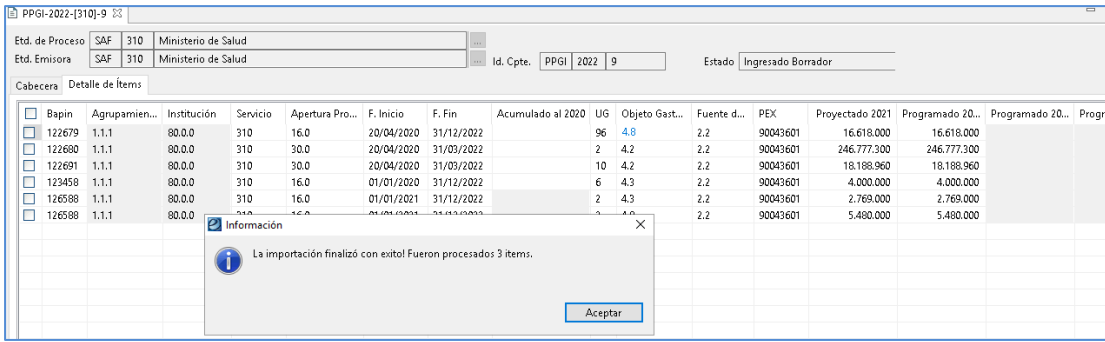 PPGI-2022-[310]-9
Etd. de Proceso SAF 310 Ministerio de Salud ...
Etd. Emisora SAF 310 Ministerio de Salud ... Id. Cpte. PPGI 2022 9 Estado Ingresado Borrador
Cabecera Detalle de Ítems
Bapin Agrupamien... Institución Servicio Apertura Pro... F. Inicio F. Fin Acumulado al 2020 UG Objeto Gast... Fuente d... PEX Proyectado 2021 Programado 20... Programado 20... Progr
122679 1.1.1 80.0.0 310 16.0 20/04/2020 31/12/2022 96 4.8 2.2 90043601 16.618.000 16.618.000
122680 1.1.1 80.0.0 310 30.0 20/04/2020 31/03/2022 2 4.2 2.2 90043601 246.777.300 246.777.300
122691 1.1.1 80.0.0 310 30.0 20/04/2020 31/03/2022 10 4.2 2.2 90043601 18.188.960 18.188.960
123458 1.1.1 80.0.0 310 16.0 01/01/2020 31/12/2022 6 4.3 2.2 90043601 4.000.000 4.000.000
126588 1.1.1 80.0.0 310 16.0 01/01/2021 31/12/2022 2 4.3 2.2 90043601 2.769.000 2.769.000
126588 1.1.1 80.0.0 2.2 90043601 5.480.000 5.480.000
Información
La importación finalizó con exito! Fueron procesados 3 items.
Aceptar